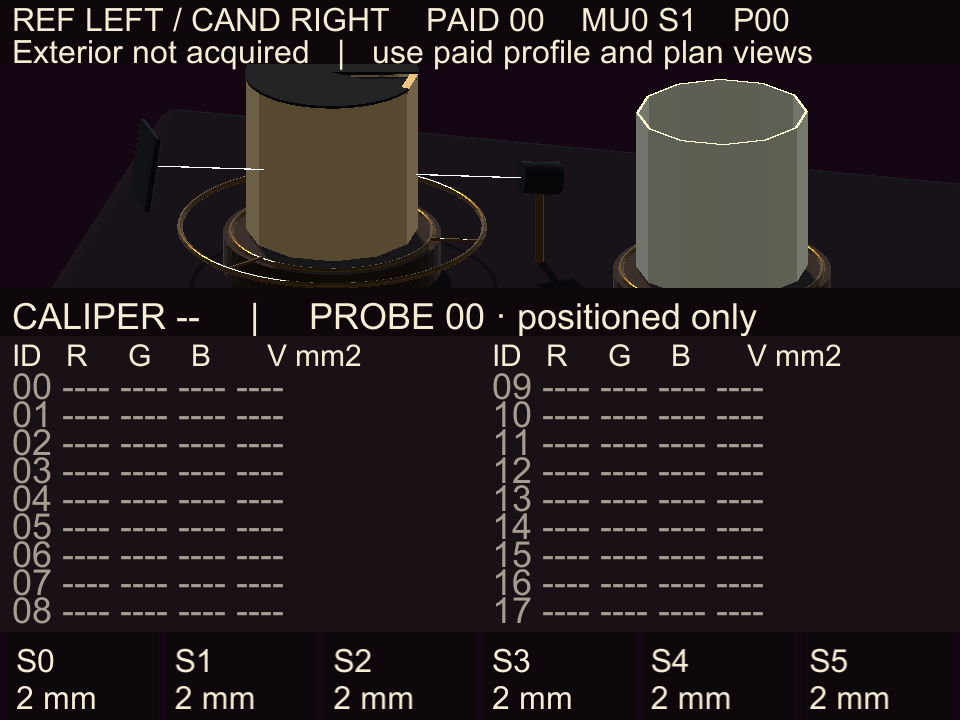 REF LEFT / CAND RIGHT PAID 00 MU0 S1 P00
Exterior not acquired | use paid profile and plan views
CALIPER -- | PROBE 00 · positioned only
ID R G B V mm2 ID R G B V mm2
00 ---- ---- ---- ---- 09 ---- ---- ---- ----
01 ---- ---- ---- ---- 10 ---- ---- ---- ----
02 ---- ---- ---- ---- 11 ---- ---- ---- ----
03 ---- ---- ---- ---- 12 ---- ---- ---- ----
04 ---- ---- ---- ---- 13 ---- ---- ---- ----
05 ---- ---- ---- ---- 14 ---- ---- ---- ----
06 ---- ---- ---- ---- 15 ---- ---- ---- ----
07 ---- ---- ---- ---- 16 ---- ---- ---- ----
08 ---- ---- ---- ---- 17 ---- ---- ---- ----
S0 S1 S2 S3 S4 S5
2 mm 2 mm 2 mm 2 mm 2 mm 2 mm